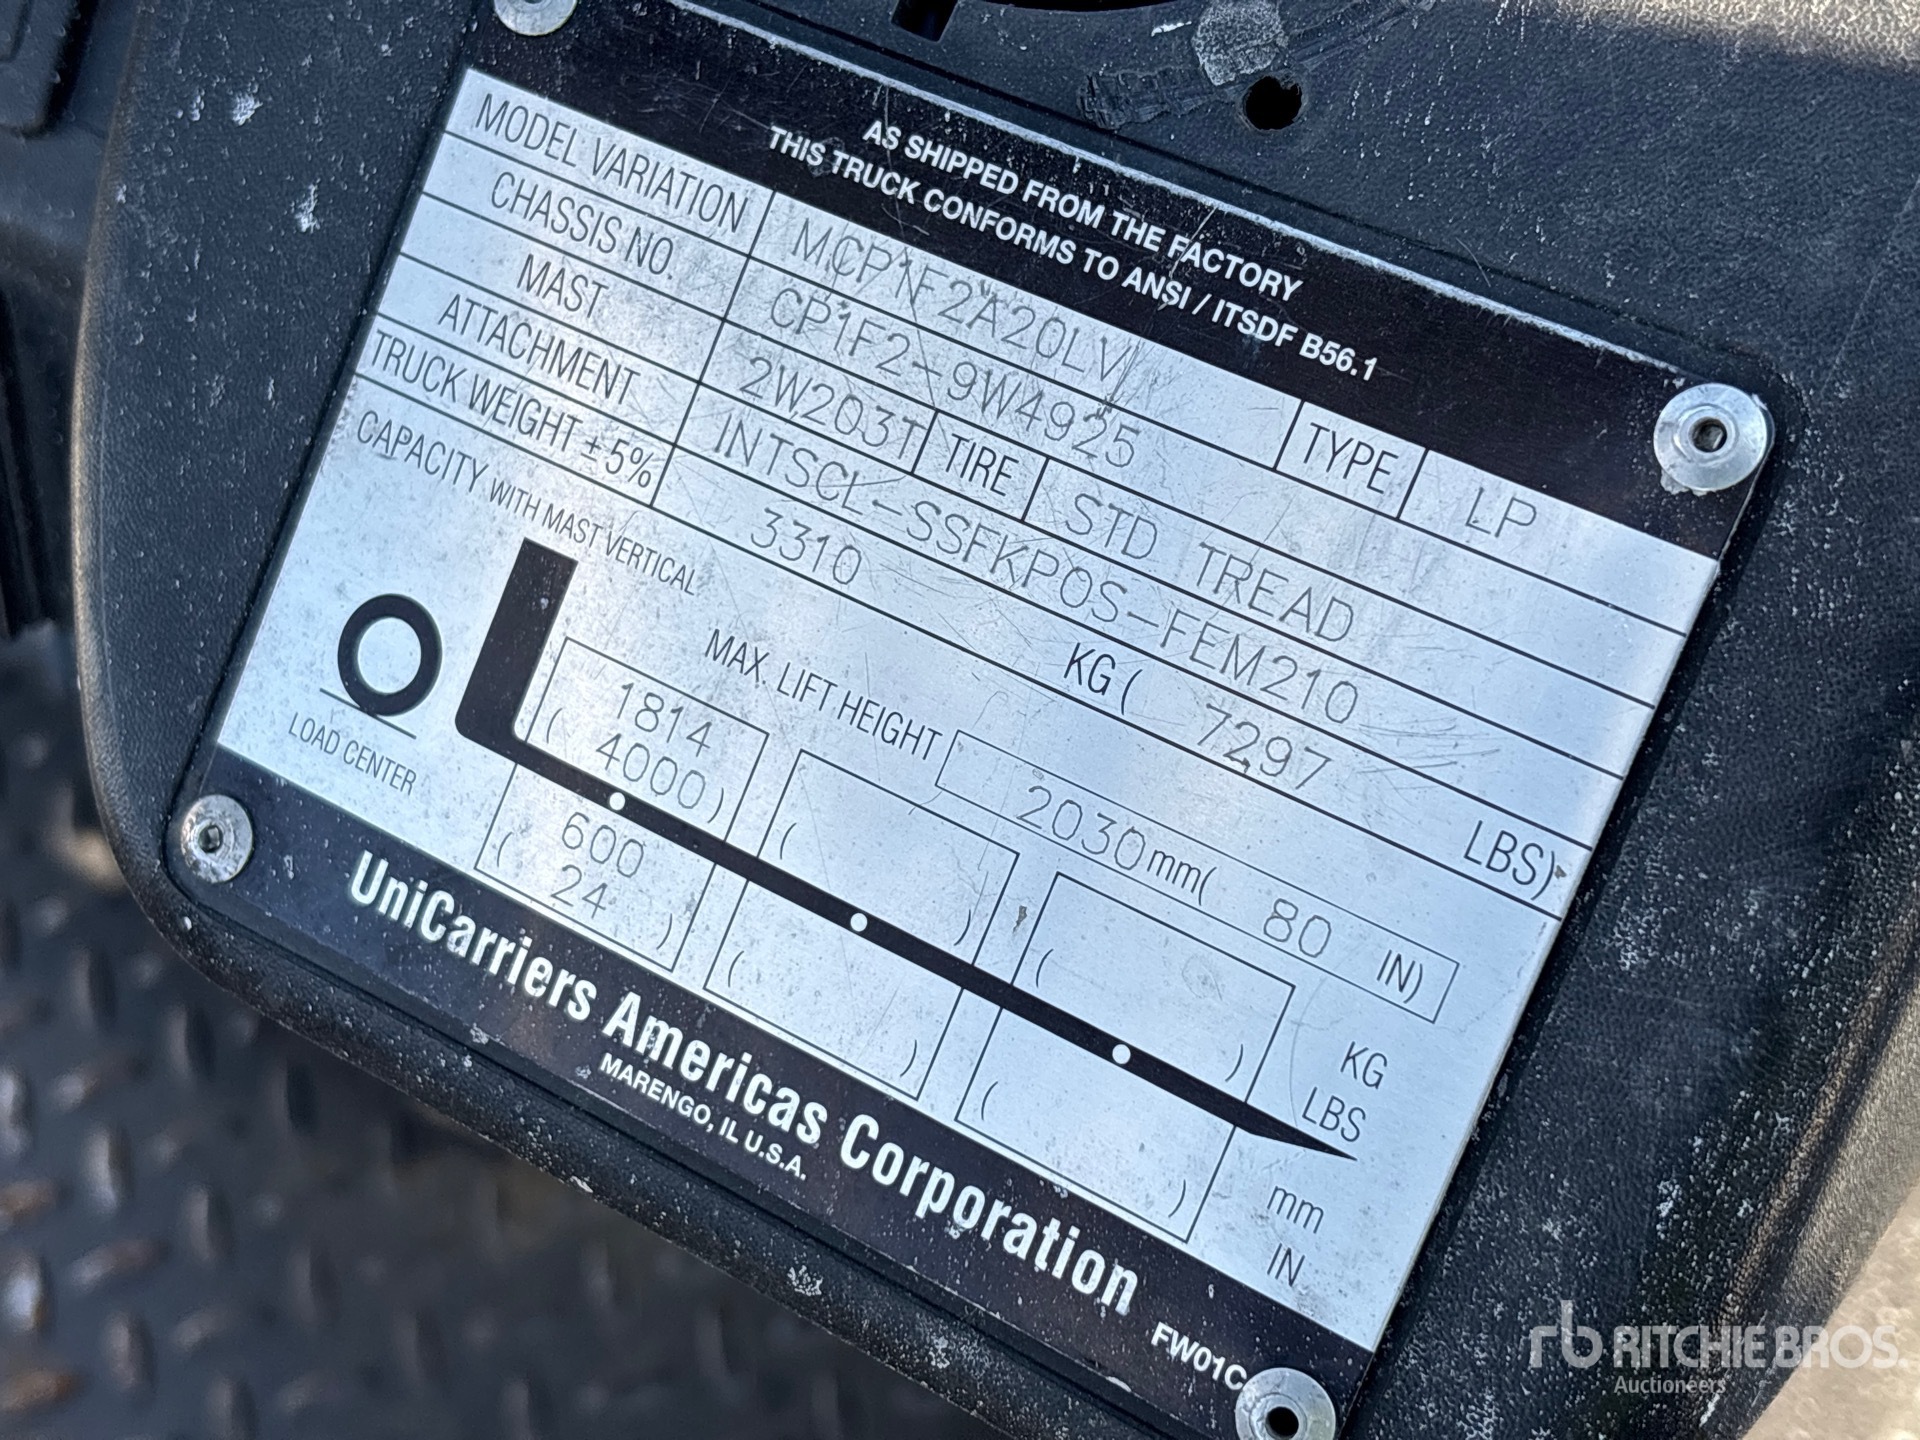 AS SHIPPED FROM THE FACTORY
THIS TRUCK CONFORMS TO ANSI / ITSDF B56.1
MODEL VARIATION MCP1F2A20LV TYPE LP
CHASSIS NO. CP1F2-9W4925
MAST 2W203T TIRE STD TREAD
ATTACHMENT INTSCL-SSFKPOS-FEM210
TRUCK WEIGHT ±5% 3310 KG ( 7297 LBS)
CAPACITY WITH MAST VERTICAL
MAX. LIFT HEIGHT 2030 mm( 80 IN)
1814 KG
( 4000 ) ( ) ( ) LBS
600 mm
( 24 ) ( ) ( ) IN
LOAD CENTER
UniCarriers Americas Corporation
MARENGO, IL U.S.A.
FW01C
rb RITCHIE BROS.
Auctioneers